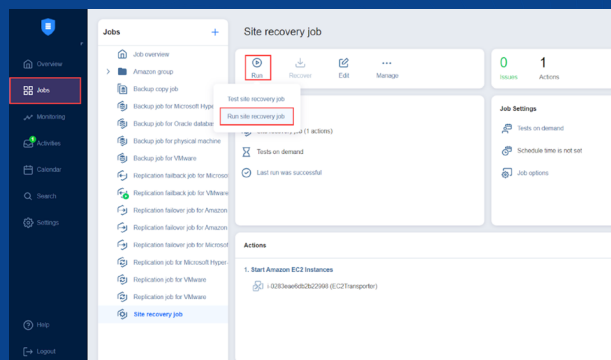 Jobs
+
Site recovery job
Overview
Jobs
Monitoring
Activities
Calendar
Search
Settings
Help
Logout
Job overview
Amazon group
Backup copy job
Backup job for Microsoft Hyper
Backup job for Oracle databas
Backup job for physical machine
Backup job for VMware
Replication failback job for Microsof
Replication failback job for VMware
Replication failover job for Amazon
Replication failover job for Amazon
Replication failover job for Microsof
Replication job for Microsoft Hyper-
Replication job for VMware
Replication job for VMware
Site recovery job
Run
Recover
Edit
Manage
Test site recovery job
Run site recovery job
(1 actions)
Tests on demand
Last run was successful
0
Issues
1
Actions
Job Settings
Tests on demand
Schedule time is not set
Job options
Actions
1. Start Amazon EC2 Instances
(EC2Transporter)